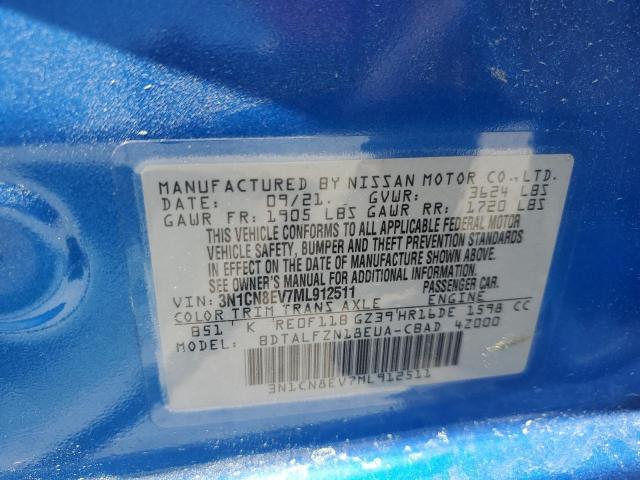 MANUFACTURED BY NISSAN MOTOR CO.,LTD.
DATE: 09/21. GVWR: 3624 LBS
GAWR FR: 1905 LBS GAWR RR: 1720 LBS
THIS VEHICLE CONFORMS TO ALL APPLICABLE FEDERAL MOTOR
VEHICLE SAFETY, BUMPER AND THEFT PREVENTION STANDARDS
IN EFFECT ON THE DATE OF MANUFACTURE SHOWN ABOVE.
SEE OWNER'S MANUAL FOR ADDITIONAL INFORMATION.
VIN: 3N1CN8EV7ML912511 PASSENGER CAR.
COLOR TRIM TRANS AXLE ENGINE
B51 K RE0F11B GZ39 HR16DE 1598 CC
BDTALFZN18EUA-CBAD 4Z000
3N1CN8EV7ML912511